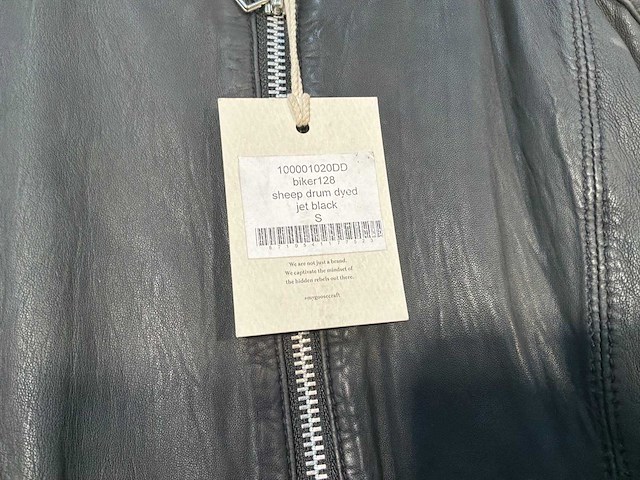 100001020DD
biker128
sheep drum dyed
jet black
S
We are not just a brand.
We captivate the mindset of
the hidden rebels out there.